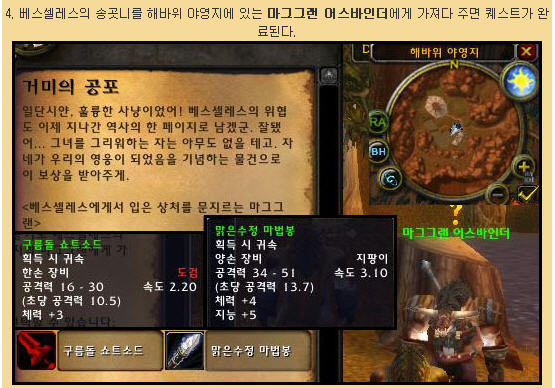 4. 베스셀레스의 송곳니를 해바위 야영지에 있는 마그그랜 어스바인더에게 가져다 주면 퀘스트가 완
료된다.
해바위 야영지
N
거미의 공포
일단시얀, 훌륭한 사냥이었어! 베스셀레스의 위협
도 이제 지나간 역사의 한 페이지로 남겠군. 잘됐
어... 그녀를 그리워하는 자는 아무도 없을 테고. 자
네가 우리의 영웅이 되었음을 기념하는 물건으로
이 보상을 받아주게.
<베스셀레스에게서 입은 상처를 문지르는 마그그
랜>
RA
BH
?
마그그랜 어스바인더
구름돌 쇼트소드
획득 시 귀속
한손 장비 도검
공격력 16 - 30 속도 2.20
(초당 공격력 10.5)
체력 +3
맑은수정 마법봉
획득 시 귀속
양손 장비 지팡이
공격력 34 - 51 속도 3.10
(초당 공격력 13.7)
체력 +4
지능 +5
구름돌 쇼트소드
맑은수정 마법봉